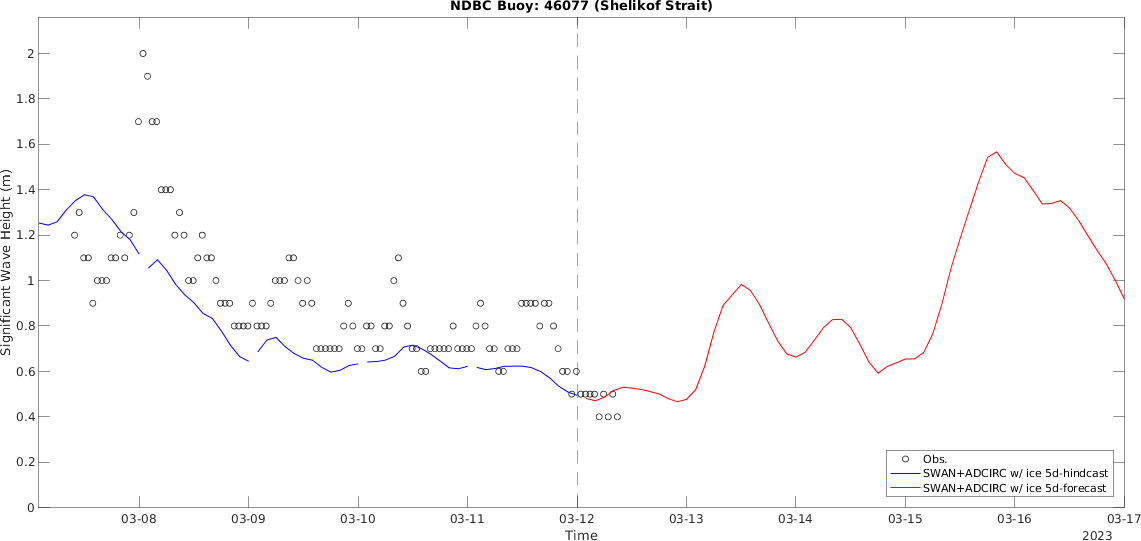 NDBC Buoy: 46077 (Shelikof Strait)
Significant Wave Height (m)
2
1.8
1.6
1.4
1.2
1
0.8
0.6
0.4
0.2
0
Obs.
SWAN+ADCIRC w/ ice 5d-hindcast
SWAN+ADCIRC w/ ice 5d-forecast
03-08 03-09 03-10 03-11 03-12 03-13 03-14 03-15 03-16 03-17
Time
2023